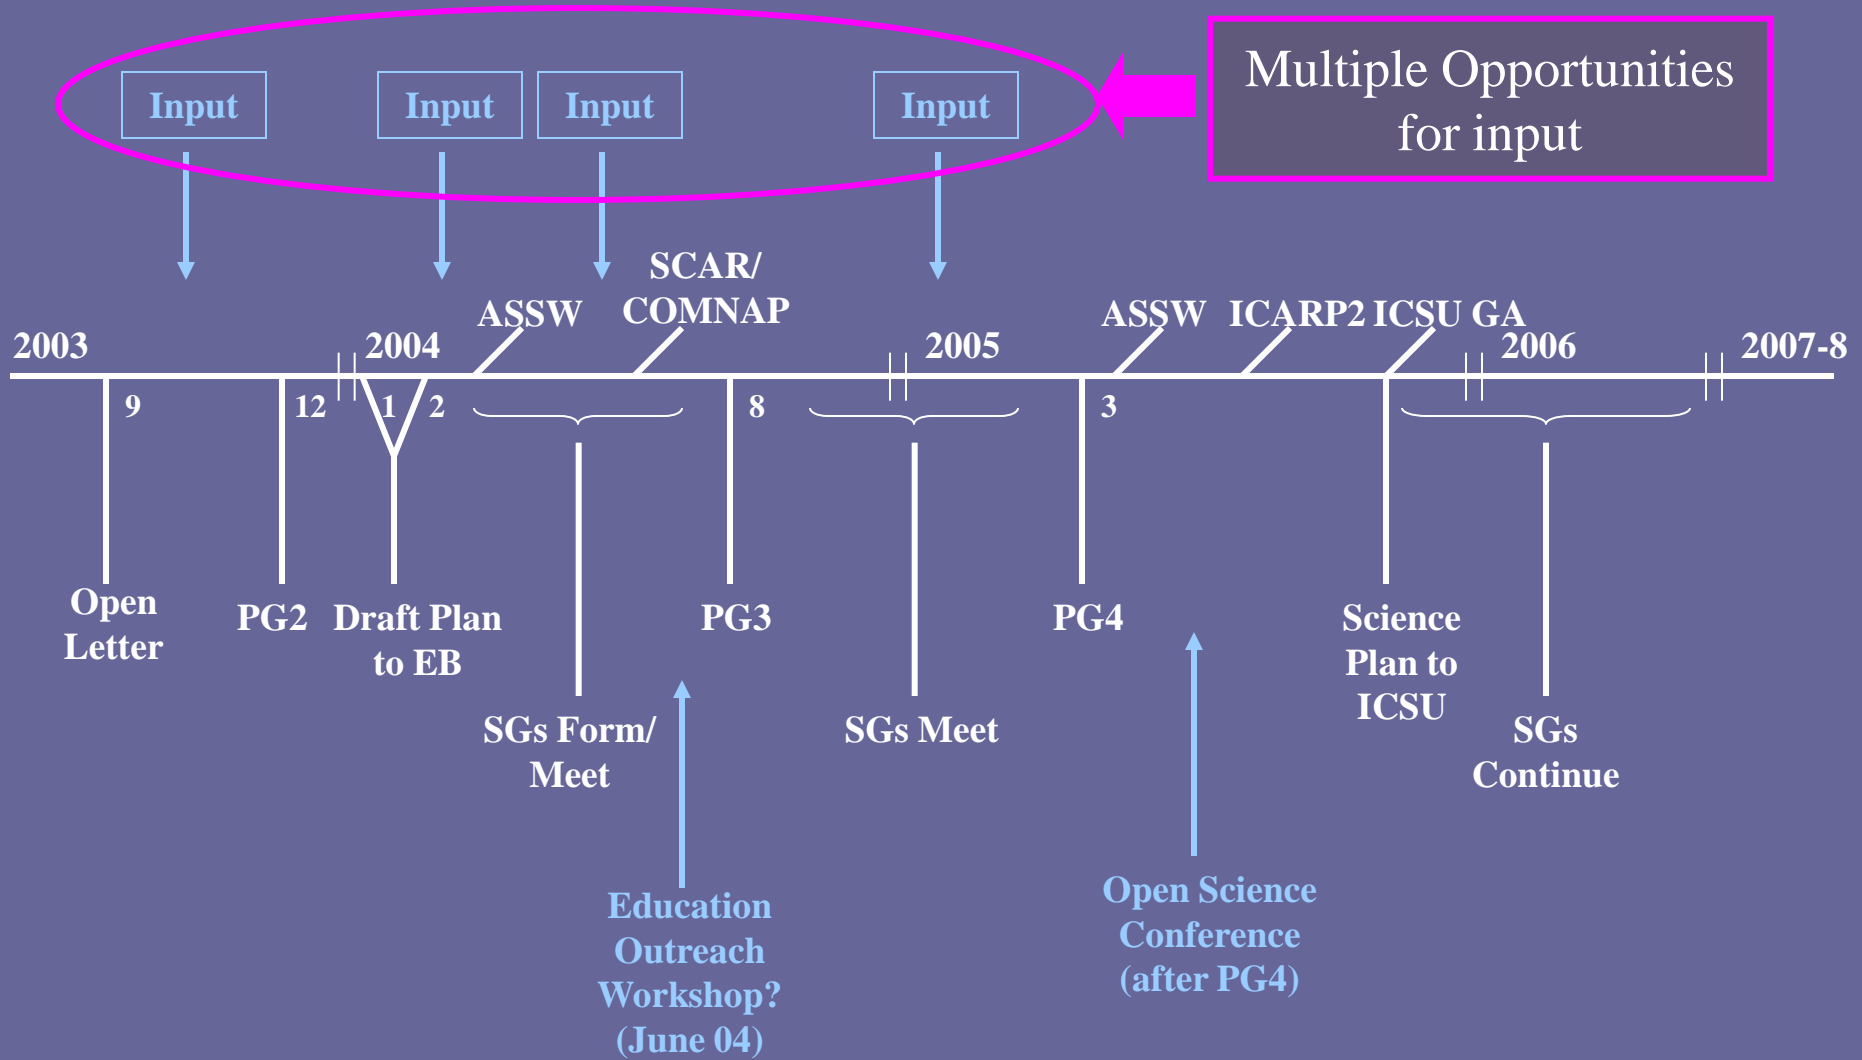 Input
Input
Input
Input
Multiple Opportunities
for input
SCAR/
COMNAP
ASSW
ASSW
ICARP2
ICSU GA
2003
2004
2005
2006
2007-8
9
12
1
2
8
3
Open
Letter
PG2
Draft Plan
to EB
PG3
PG4
Science
Plan to
ICSU
SGs Form/
Meet
SGs Meet
SGs
Continue
Education
Outreach
Workshop?
(June 04)
Open Science
Conference
(after PG4)